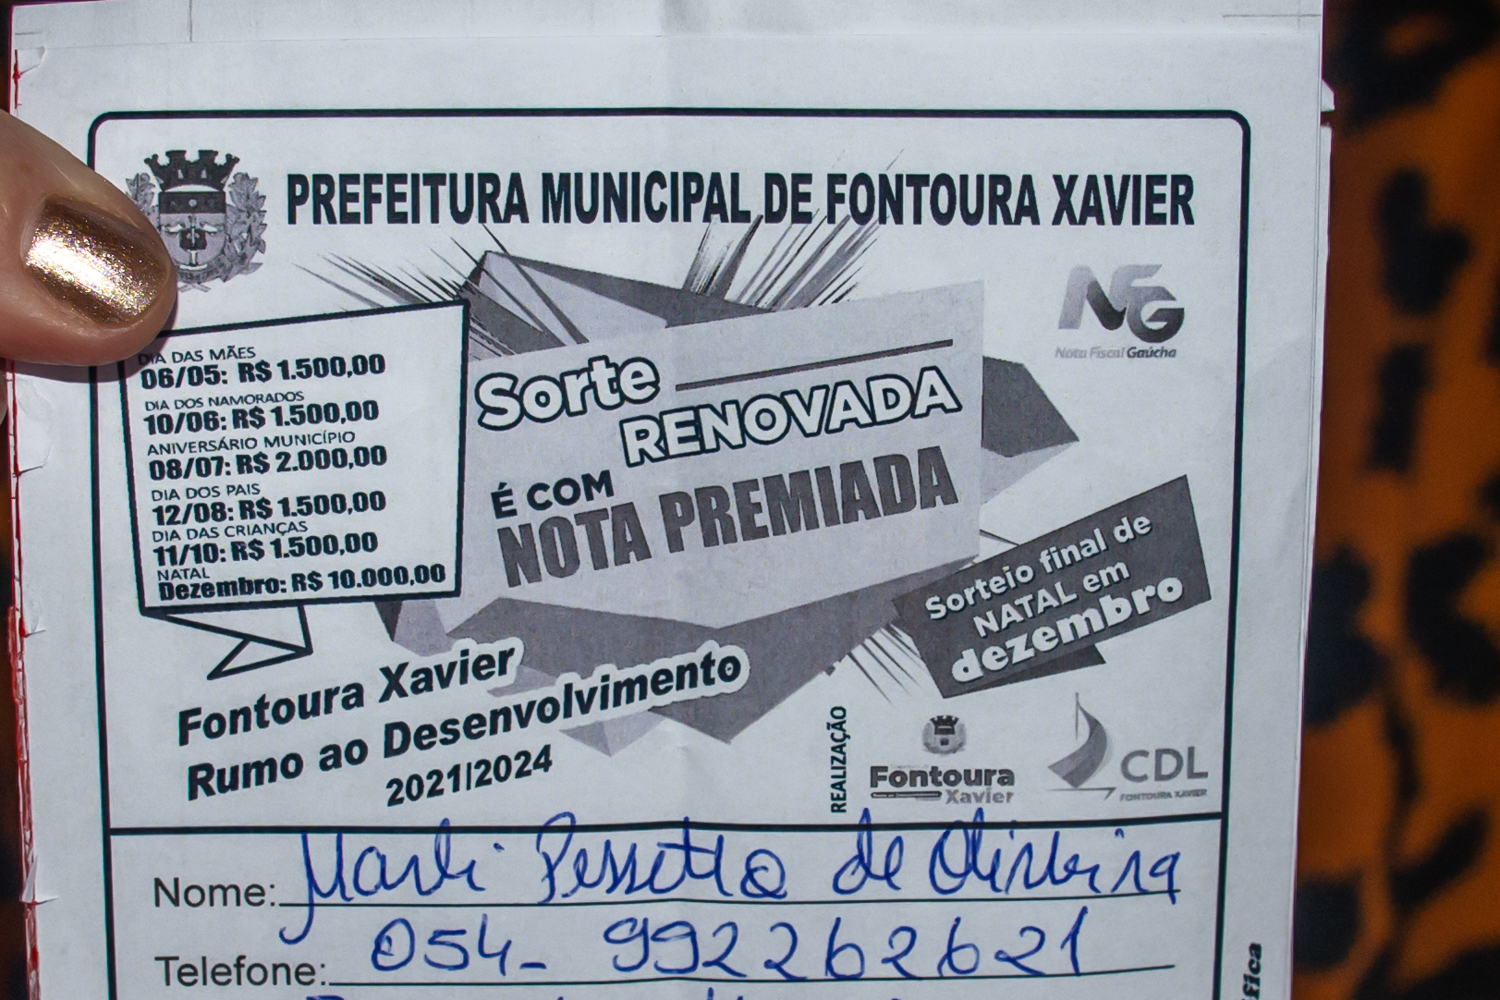 PREFEITURA MUNICIPAL DE FONTOURA XAVIER
NFG
Nota Fiscal Gaúcha
DIA DAS MÃES
06/05: R$ 1.500,00
DIA DOS NAMORADOS
10/06: R$ 1.500,00
ANIVERSÁRIO MUNICÍPIO
08/07: R$ 2.000,00
DIA DOS PAIS
12/08: R$ 1.500,00
DIA DAS CRIANÇAS
11/10: R$ 1.500,00
NATAL
Dezembro: R$ 10.000,00
Sorte
RENOVADA
É COM
NOTA PREMIADA
Sorteio final de
NATAL em
dezembro
Fontoura Xavier
Rumo ao Desenvolvimento
2021|2024
REALIZAÇÃO
Fontoura
Xavier
CDL
FONTOURA XAVIER
Nome: Marli Pessotto de Oliveira
Telefone: 054- 992262621